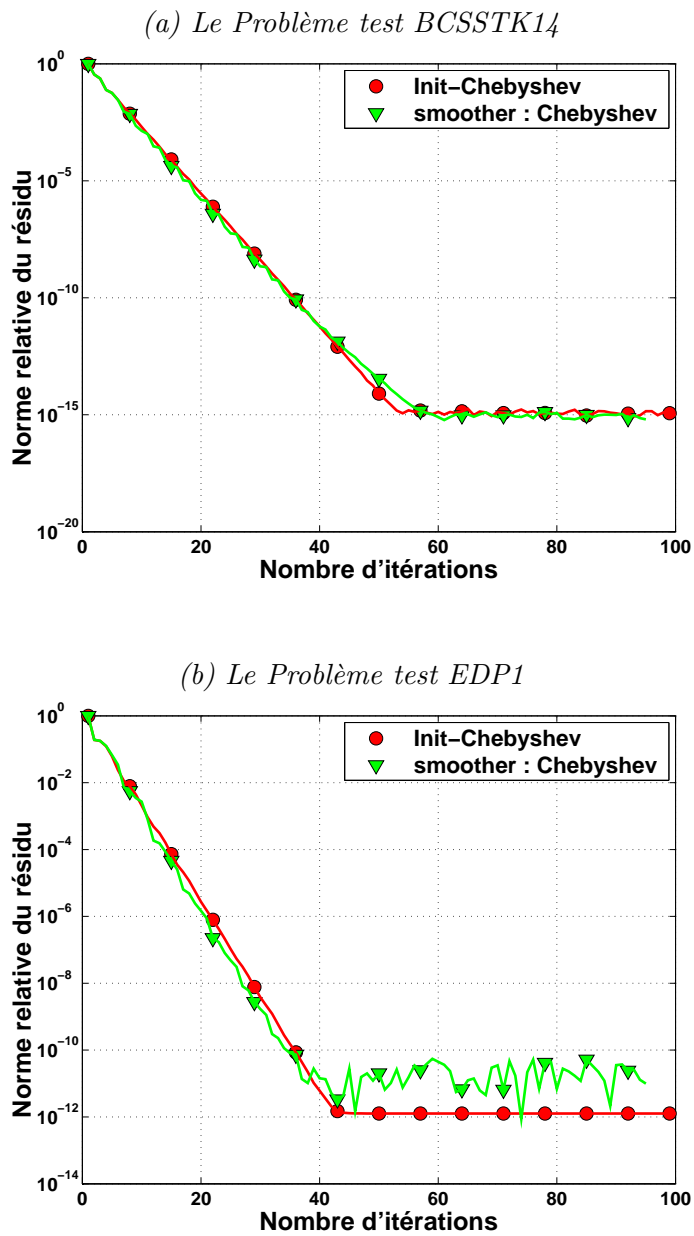 (a) Le Problème test BCSSTK14
Init−Chebyshev
smoother : Chebyshev
Norme relative du résidu
10^0
10^−5
10^−10
10^−15
10^−20
0 20 40 60 80 100
Nombre d'itérations
(b) Le Problème test EDP1
Init−Chebyshev
smoother : Chebyshev
Norme relative du résidu
10^0
10^−2
10^−4
10^−6
10^−8
10^−10
10^−12
10^−14
0 20 40 60 80 100
Nombre d'itérations